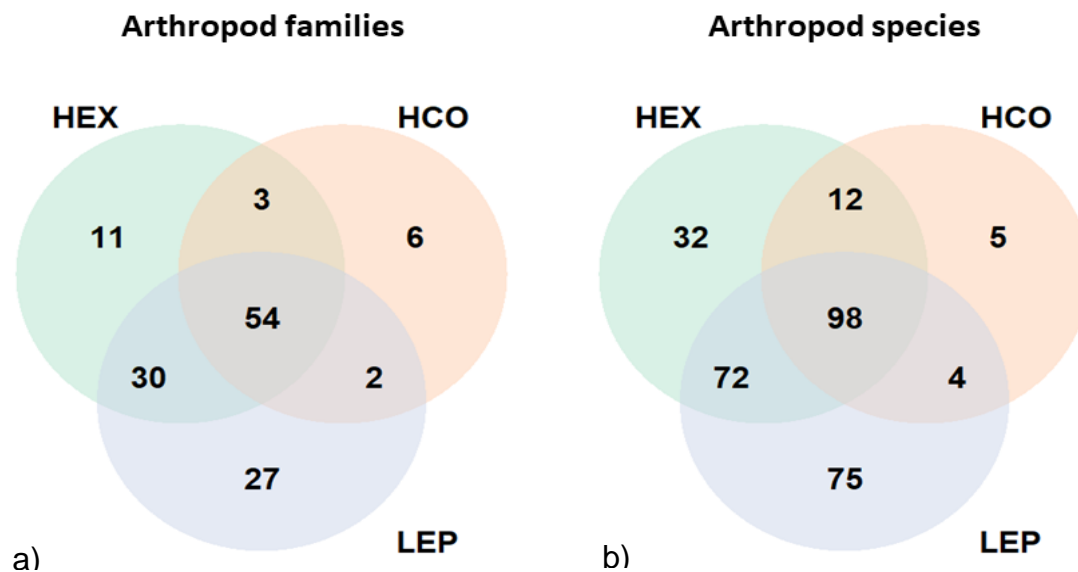 Arthropod families
HEX
HCO
3
11
6
54
30
2
27
LEP
a)
Arthropod species
HEX
HCO
12
32
5
98
72
4
75
LEP
b)